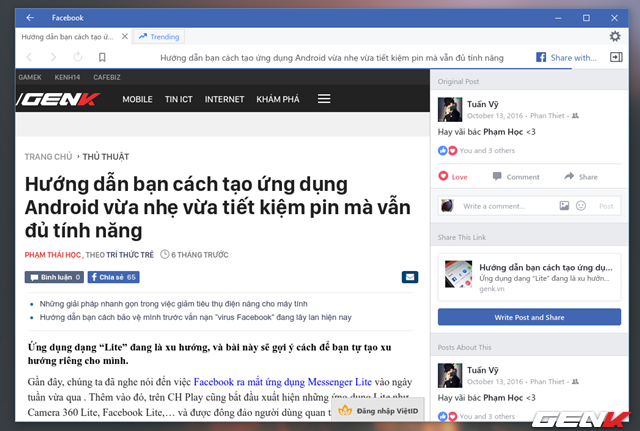 Facebook
Hướng dẫn bạn cách tạo ứ...
Trending
Hướng dẫn bạn cách tạo ứng dụng Android vừa nhẹ vừa tiết kiệm pin mà vẫn đủ tính năng
Share with...
GAMEK KENH14 CAFEBIZ
/GENK
MOBILE TIN ICT INTERNET KHÁM PHÁ
TRANG CHỦ › THỦ THUẬT
Hướng dẫn bạn cách tạo ứng dụng
Android vừa nhẹ vừa tiết kiệm pin mà vẫn
đủ tính năng
PHẠM THÁI HỌC , THEO TRÍ THỨC TRẺ 6 THÁNG TRƯỚC
Bình luận 0 Chia sẻ 65
Những giải pháp nhanh gọn trong việc giảm tiêu thụ điện năng cho máy tính
Hướng dẫn bạn cách bảo vệ mình trước vấn nạn "virus Facebook" đang lây lan hiện nay
Ứng dụng dạng “Lite” đang là xu hướng, và bài này sẽ gợi ý cách để bạn tự tạo xu
hướng riêng cho mình.
Gần đây, chúng ta đã nghe nói đến việc Facebook ra mắt ứng dụng Messenger Lite vào ngày
tuần vừa qua . Thêm vào đó, trên CH Play cũng bắt đầu xuất hiện những ứng dụng Lite như
Camera 360 Lite, Facebook Lite,… và được đông đảo người dùng quan t
Đăng nhập VietID
Original Post
Tuấn Vỹ
October 13, 2016 - Phan Thiet -
Hay vãi bác Phạm Học <3
You and 3 others
Love Comment Share
Write a comment... Post
Share This Link
Hướng dẫn bạn cách tạo ứng dụ...
Ứng dụng dạng "Lite" đang là xu hướn...
genk.vn
Write Post and Share
Posts About This
Tuấn Vỹ
October 13, 2016 - Phan Thiet -
Hay vãi bác Phạm Học <3
You and 3 others
GENK